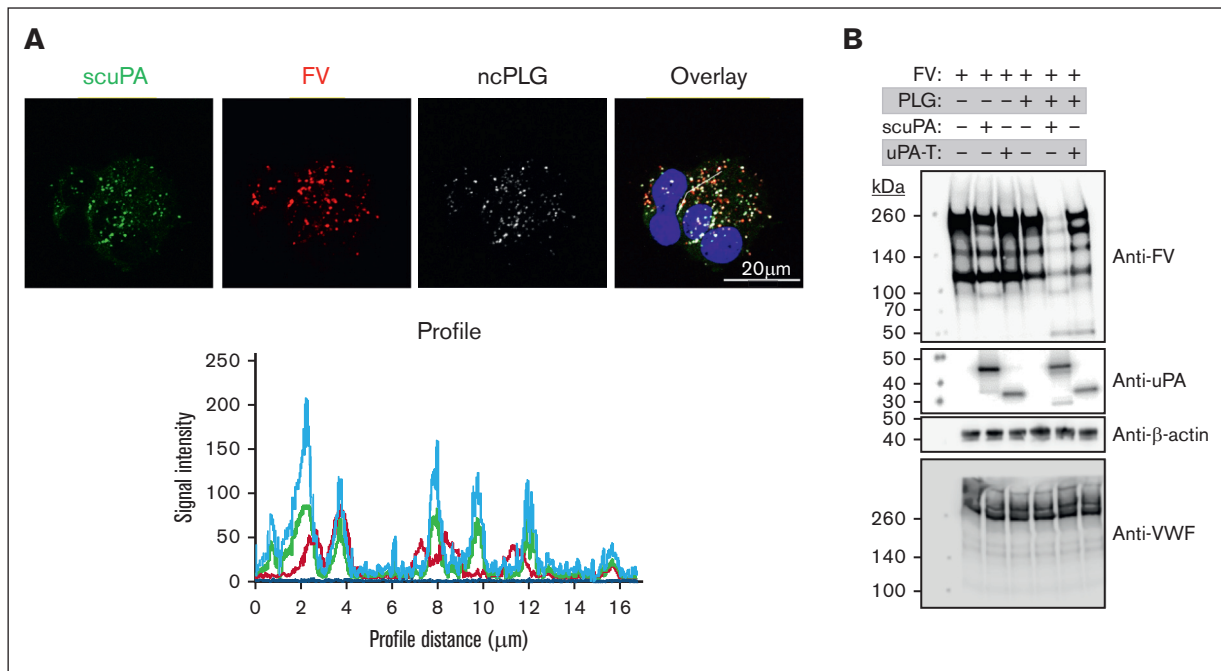 A
scuPA FV ncPLG Overlay
20μm
Profile
250
200
150
100
50
0
Signal intensity
0 2 4 6 8 10 12 14 16
Profile distance (μm)
B
FV: + + + + + +
PLG: – – – + + +
scuPA: – + – – + –
uPA-T: – – + – – +
kDa
260
140
100
70
50
Anti-FV
50
40
30
Anti-uPA
50
40
Anti-β-actin
260
140
100
Anti-VWF